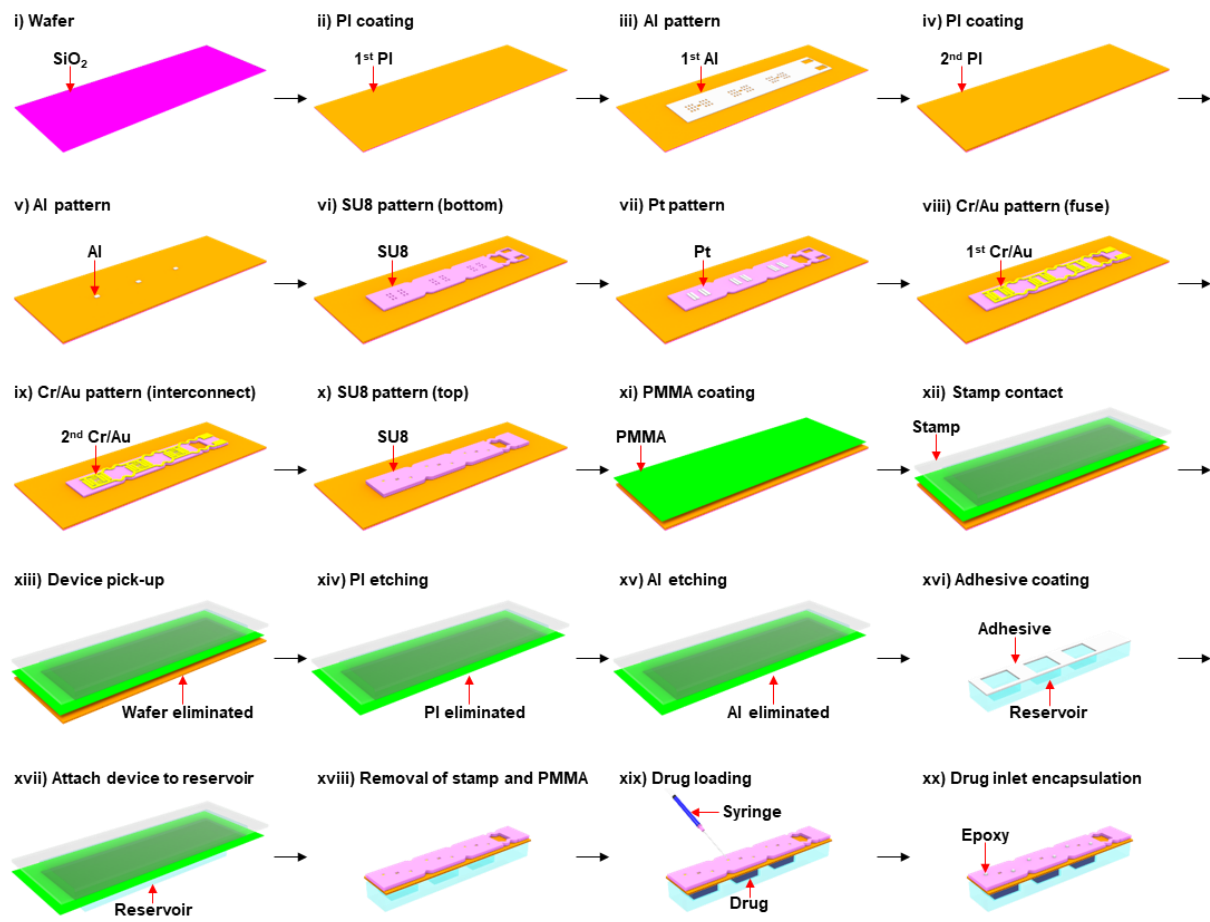 i) Wafer
SiO₂
ii) PI coating
1st PI
iii) Al pattern
1st Al
iv) PI coating
2nd PI
v) Al pattern
Al
vi) SU8 pattern (bottom)
SU8
vii) Pt pattern
Pt
viii) Cr/Au pattern (fuse)
1st Cr/Au
ix) Cr/Au pattern (interconnect)
2nd Cr/Au
x) SU8 pattern (top)
SU8
xi) PMMA coating
PMMA
xii) Stamp contact
Stamp
xiii) Device pick-up
Wafer eliminated
xiv) PI etching
PI eliminated
xv) Al etching
Al eliminated
xvi) Adhesive coating
Adhesive
Reservoir
xvii) Attach device to reservoir
Reservoir
xviii) Removal of stamp and PMMA
xix) Drug loading
Syringe
Drug
xx) Drug inlet encapsulation
Epoxy